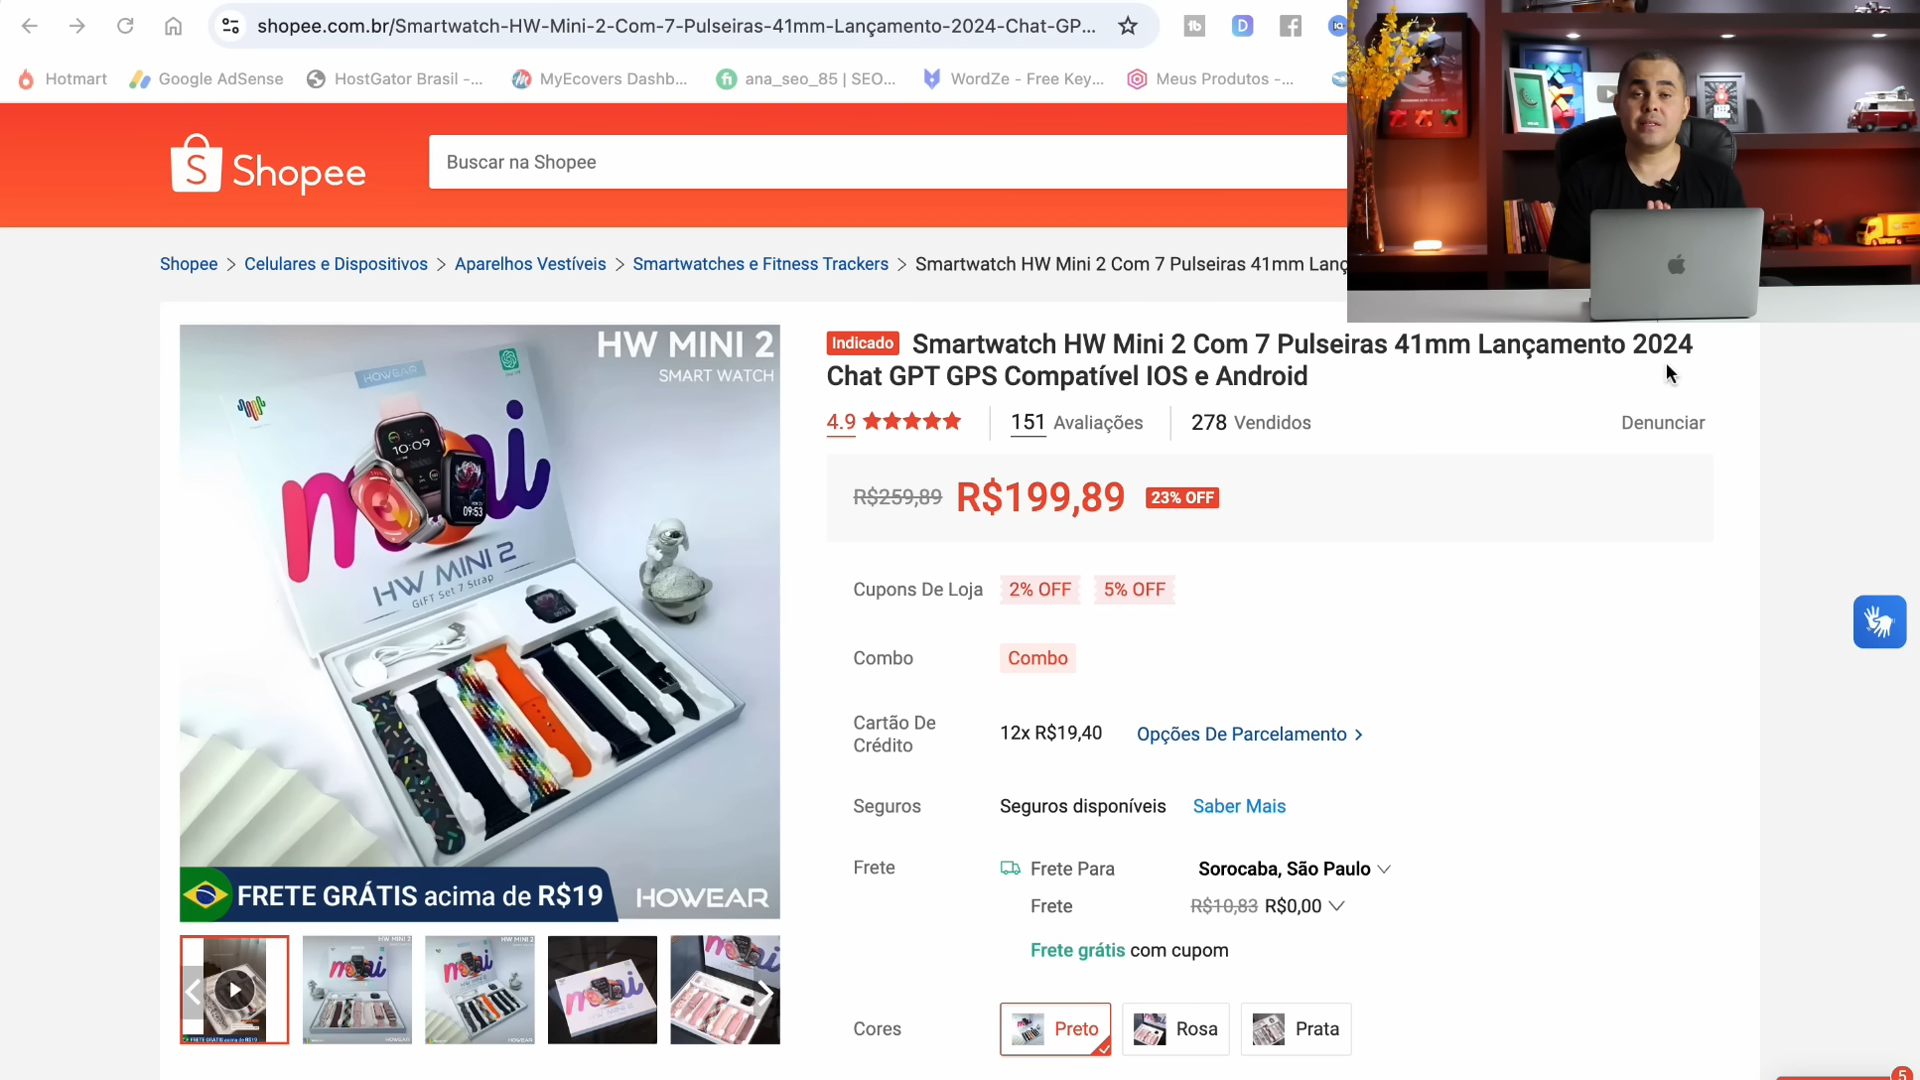 shopee.com.br/Smartwatch-HW-Mini-2-Com-7-Pulseiras-41mm-Lançamento-2024-Chat-GP...
Hotmart
Google AdSense
HostGator Brasil -...
MyEcovers Dashb...
ana_seo_85 | SEO...
WordZe - Free Key...
Meus Produtos -...
Shopee
Buscar na Shopee
Shopee > Celulares e Dispositivos > Aparelhos Vestíveis > Smartwatches e Fitness Trackers > Smartwatch HW Mini 2 Com 7 Pulseiras 41mm Lanç
HW MINI 2
SMART WATCH
HOWEAR
mini
10:09
09:53
HW MINI 2
GiFT Set 7 Strap
FRETE GRÁTIS acima de R$19
HOWEAR
Indicado Smartwatch HW Mini 2 Com 7 Pulseiras 41mm Lançamento 2024
Chat GPT GPS Compatível IOS e Android
4.9 151 Avaliações 278 Vendidos Denunciar
R$259,89 R$199,89 23% OFF
Cupons De Loja 2% OFF 5% OFF
Combo Combo
Cartão De
Crédito
12x R$19,40 Opções De Parcelamento >
Seguros Seguros disponíveis Saber Mais
Frete Frete Para Sorocaba, São Paulo
Frete R$10,83 R$0,00
Frete grátis com cupom
Cores Preto Rosa Prata
5